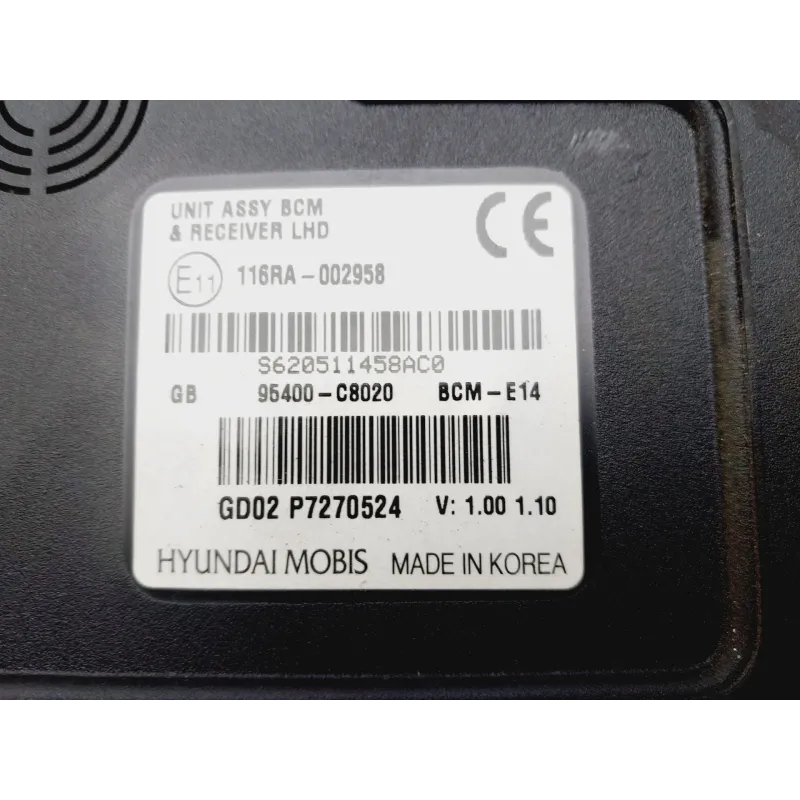 UNIT ASSY BCM
& RECEIVER LHD
CE
E11 116RA-002958
S620511458AC0
GB 95400-C8020 BCM-E14
GD02 P7270524 V: 1.00 1.10
HYUNDAI MOBIS MADE IN KOREA